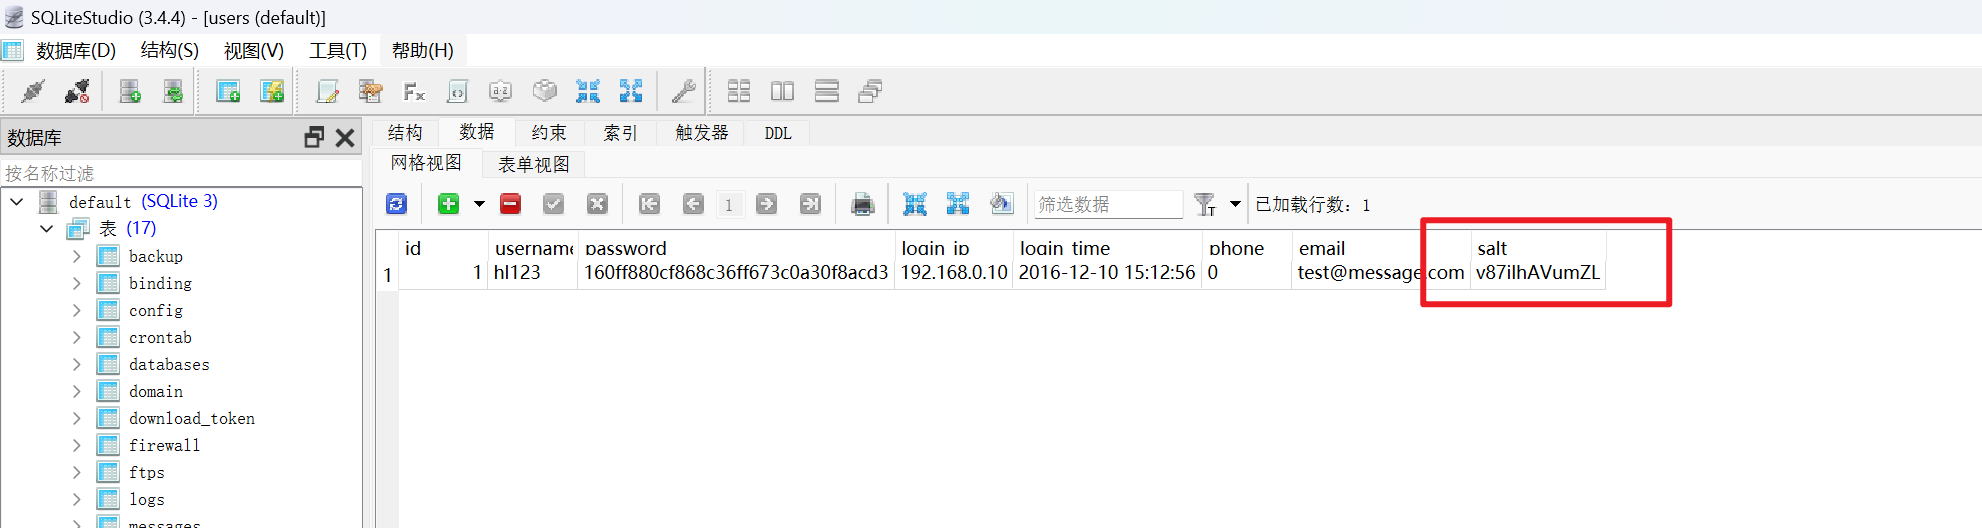 SQLiteStudio (3.4.4) - [users (default)]
数据库(D) 结构(S) 视图(V) 工具(T) 帮助(H)
数据库
按名称过滤
default (SQLite 3)
表 (17)
backup
binding
config
crontab
databases
domain
download_token
firewall
ftps
logs
messages
结构 数据 约束 索引 触发器 DDL
网格视图 表单视图
1 筛选数据 已加载行数: 1
id username password login_ip login_time phone email salt
1 1 hl123 160ff880cf868c36ff673c0a30f8acd3 192.168.0.10 2016-12-10 15:12:56 0 test@message.com v87ilhAVumZL